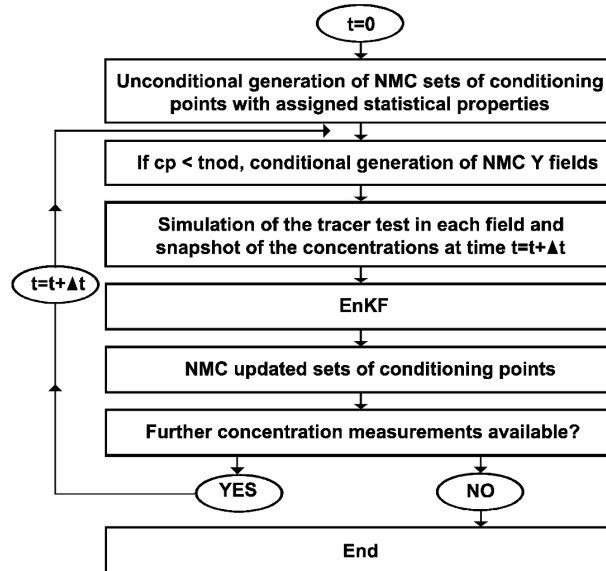 t=0
Unconditional generation of NMC sets of conditioning
points with assigned statistical properties
If cp < tnod, conditional generation of NMC Y fields
Simulation of the tracer test in each field and
snapshot of the concentrations at time t=t+Δt
t=t+Δt
EnKF
NMC updated sets of conditioning points
Further concentration measurements available?
YES
NO
End